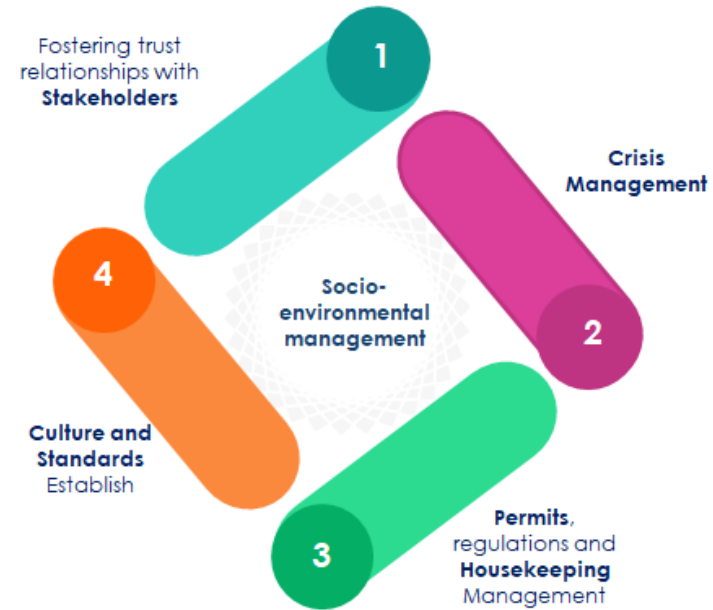 1
Fostering trust
relationships with
Stakeholders
Crisis
Management
2
Socio-
environmental
management
4
Culture and
Standards
Establish
3
Permits,
regulations and
Housekeeping
Management